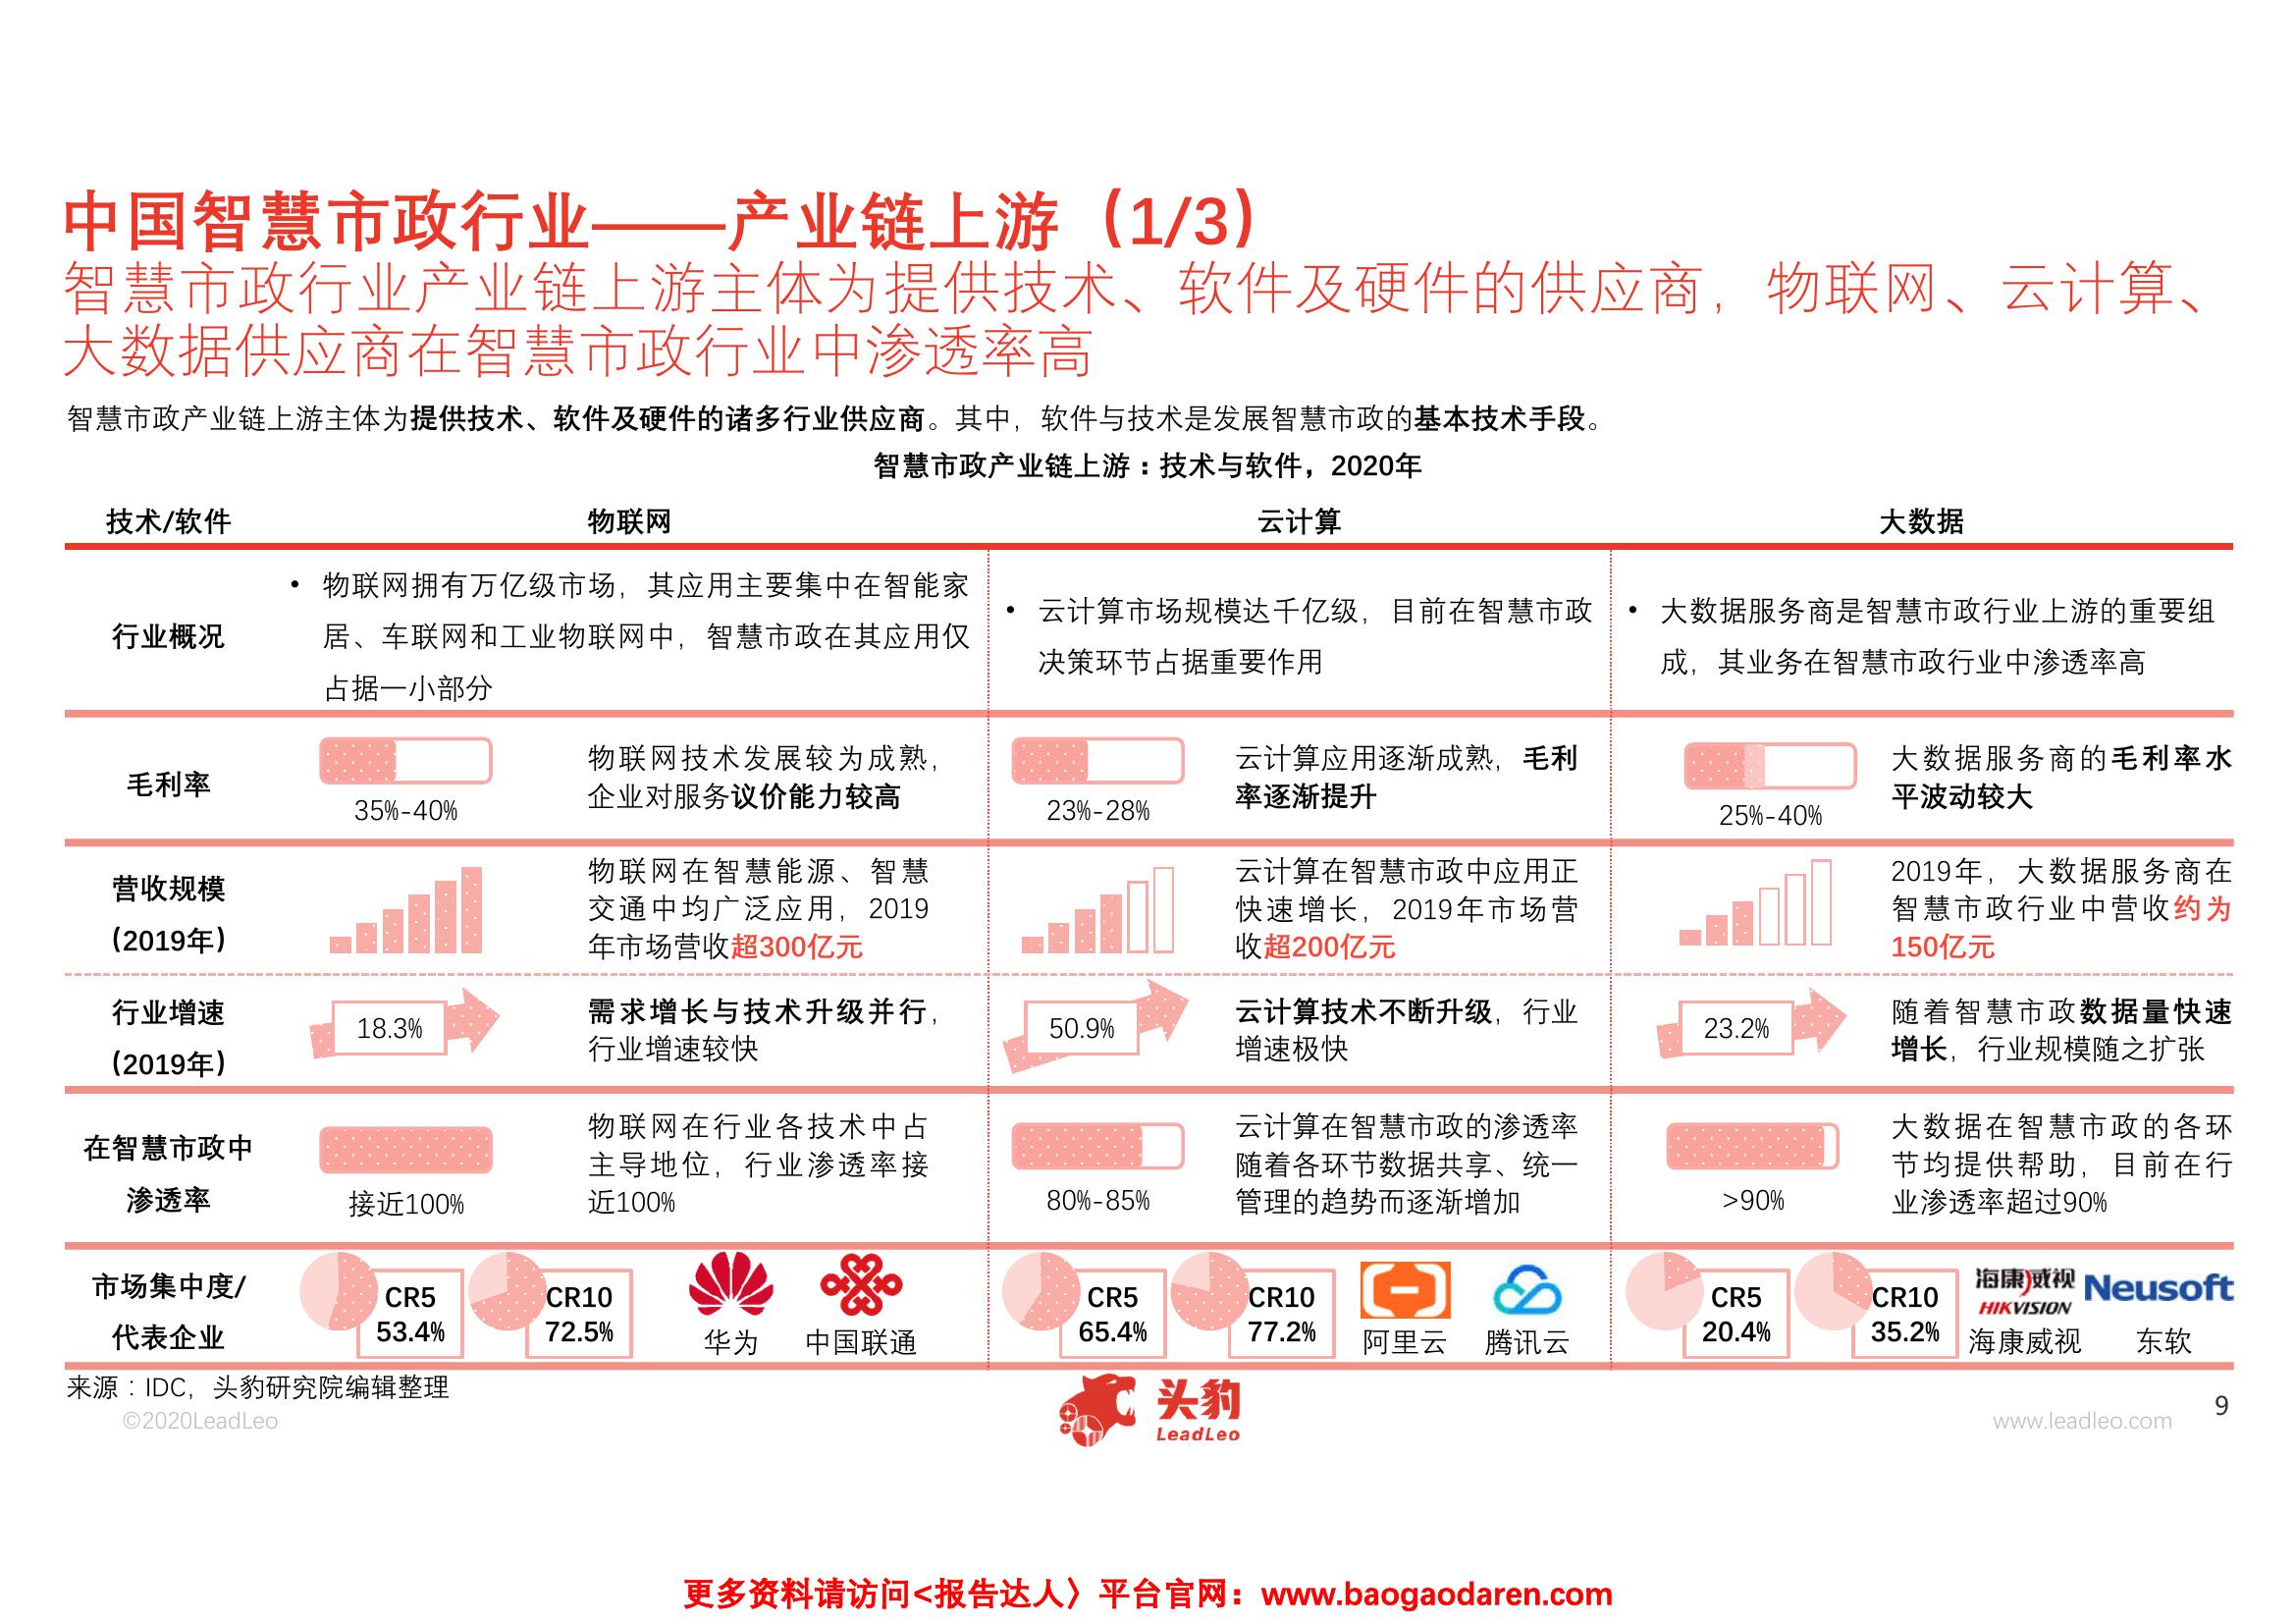 中国智慧市政行业——产业链上游（1/3）
智慧市政行业产业链上游主体为提供技术、软件及硬件的供应商，物联网、云计算、
大数据供应商在智慧市政行业中渗透率高
智慧市政产业链上游主体为提供技术、软件及硬件的诸多行业供应商。其中，软件与技术是发展智慧市政的基本技术手段。
智慧市政产业链上游：技术与软件，2020年
技术/软件
物联网
云计算
大数据
行业概况
• 物联网拥有万亿级市场，其应用主要集中在智能家
居、车联网和工业物联网中，智慧市政在其应用仅
占据一小部分
• 云计算市场规模达千亿级，目前在智慧市政
决策环节占据重要作用
• 大数据服务商是智慧市政行业上游的重要组
成，其业务在智慧市政行业中渗透率高
毛利率
35%-40%
物联网技术发展较为成熟，
企业对服务议价能力较高
23%-28%
云计算应用逐渐成熟，毛利
率逐渐提升
25%-40%
大数据服务商的毛利率水
平波动较大
营收规模
（2019年）
物联网在智慧能源、智慧
交通中均广泛应用，2019
年市场营收超300亿元
云计算在智慧市政中应用正
快速增长，2019年市场营
收超200亿元
2019年，大数据服务商在
智慧市政行业中营收约为
150亿元
行业增速
（2019年）
18.3%
需求增长与技术升级并行，
行业增速较快
50.9%
云计算技术不断升级，行业
增速极快
23.2%
随着智慧市政数据量快速
增长，行业规模随之扩张
在智慧市政中
渗透率
接近100%
物联网在行业各技术中占
主导地位，行业渗透率接
近100%
80%-85%
云计算在智慧市政的渗透率
随着各环节数据共享、统一
管理的趋势而逐渐增加
>90%
大数据在智慧市政的各环
节均提供帮助，目前在行
业渗透率超过90%
市场集中度/
代表企业
CR5
53.4%
CR10
72.5%
华为
中国联通
CR5
65.4%
CR10
77.2%
阿里云
腾讯云
CR5
20.4%
CR10
35.2%
海康威视
HIKVISION
海康威视
Neusoft
东软
来源：IDC，头豹研究院编辑整理
©2020LeadLeo
头豹
LeadLeo
www.leadleo.com
9
更多资料请访问<报告达人〉平台官网：www.baogaodaren.com